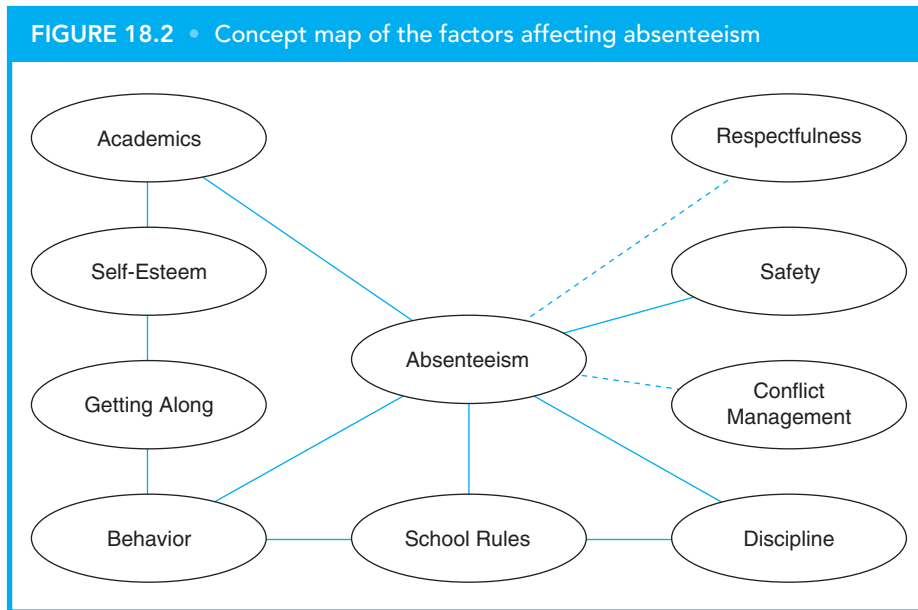 FIGURE 18.2 • Concept map of the factors affecting absenteeism
Academics
Respectfulness
Self-Esteem
Safety
Absenteeism
Getting Along
Conflict
Management
Behavior
School Rules
Discipline